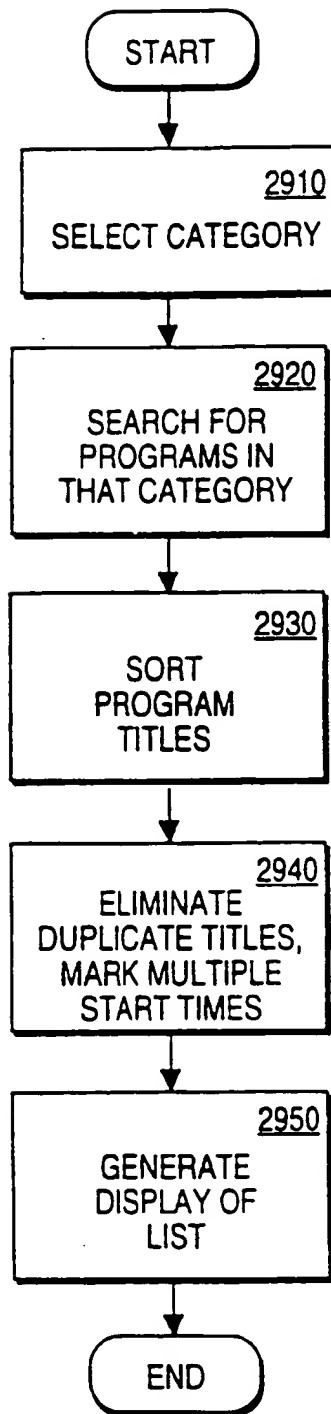 START
2910
SELECT CATEGORY
2920
SEARCH FOR
PROGRAMS IN
THAT CATEGORY
2930
SORT
PROGRAM
TITLES
2940
ELIMINATE
DUPLICATE TITLES,
MARK MULTIPLE
START TIMES
2950
GENERATE
DISPLAY OF
LIST
END